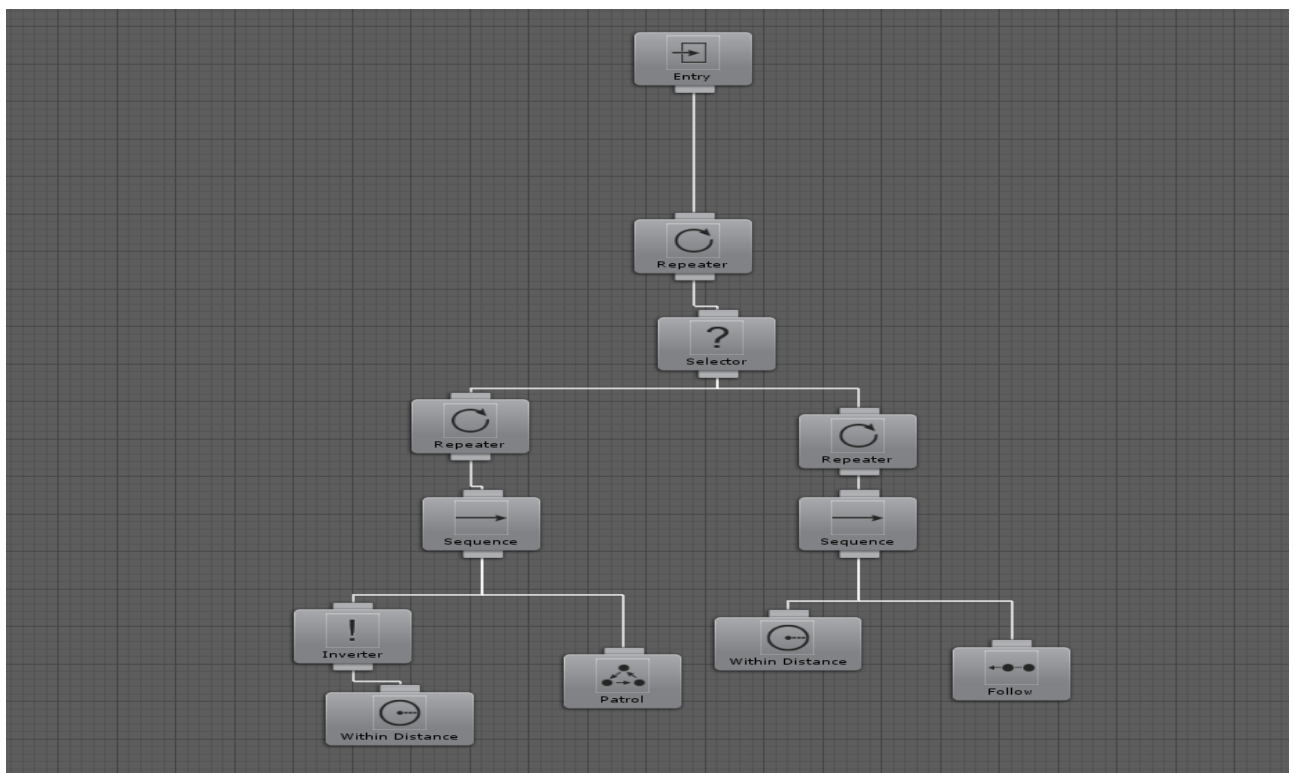 Entry
Repeater
?
Selector
Repeater
Repeater
Sequence
Sequence
!
Inverter
Within Distance
Patrol
Within Distance
Follow